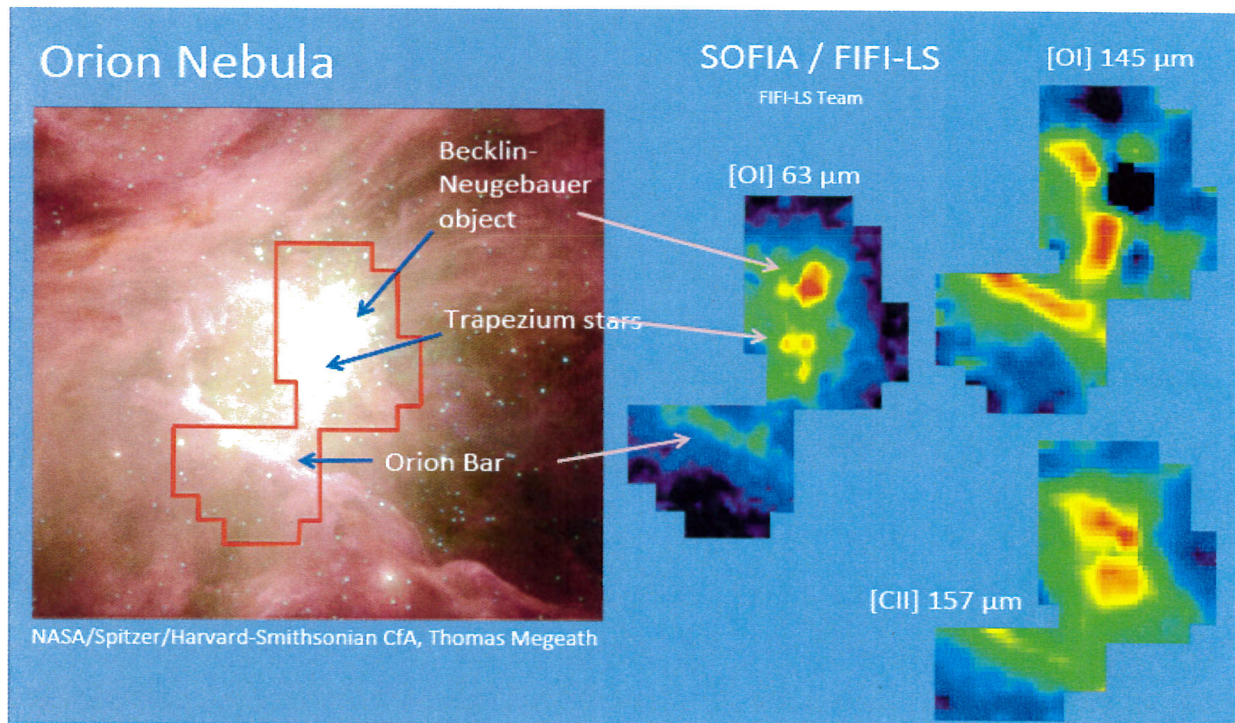 Orion Nebula
SOFIA / FIFI-LS
FIFI-LS Team
[OI] 145 µm
Becklin-
Neugebauer
object
[OI] 63 µm
Trapezium stars
Orion Bar
[CII] 157 µm
NASA/Spitzer/Harvard-Smithsonian CfA, Thomas Megeath